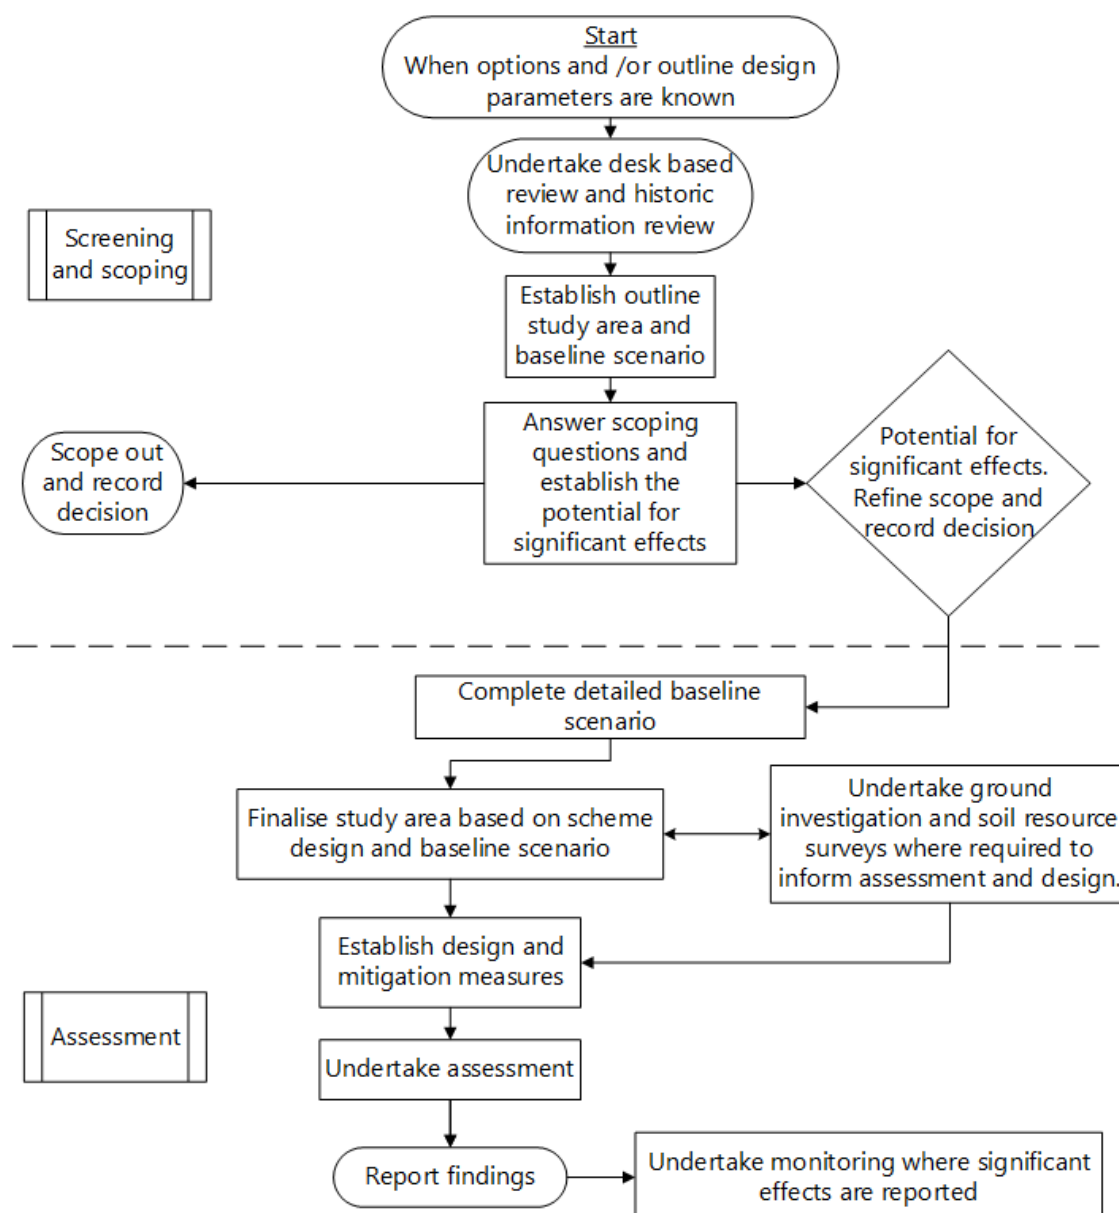 Start
When options and /or outline design
parameters are known
Undertake desk based
review and historic
information review
Screening
and scoping
Establish outline
study area and
baseline scenario
Answer scoping
questions and
establish the
potential for
significant effects
Scope out
and record
decision
Potential for
significant effects.
Refine scope and
record decision
Complete detailed baseline
scenario
Finalise study area based on scheme
design and baseline scenario
Undertake ground
investigation and soil resource
surveys where required to
inform assessment and design.
Establish design and
mitigation measures
Assessment
Undertake assessment
Report findings
Undertake monitoring where significant
effects are reported